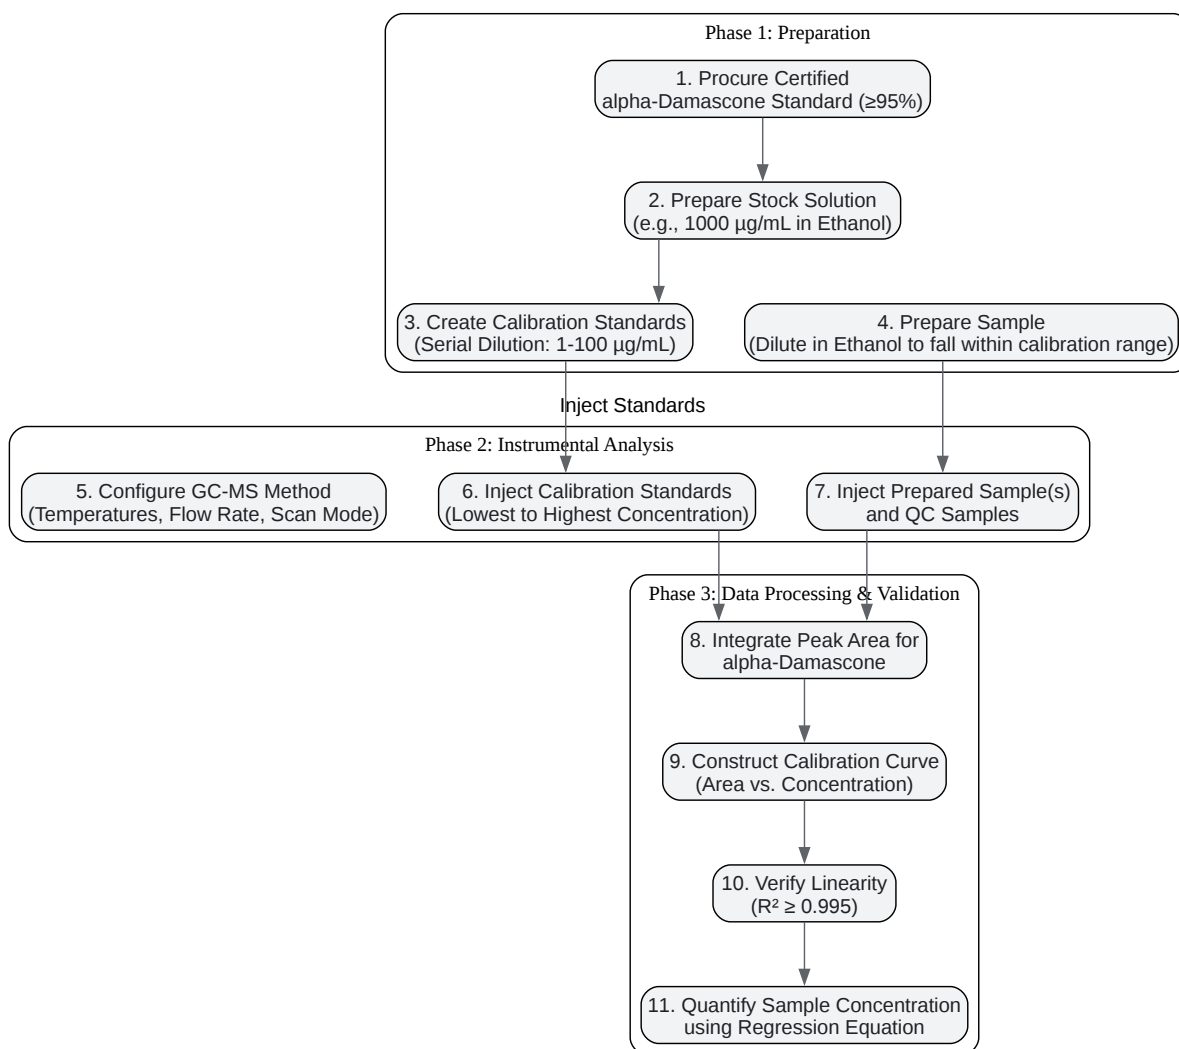 Phase 1: Preparation
1. Procure Certified
alpha-Damascone Standard (≥95%)
2. Prepare Stock Solution
(e.g., 1000 µg/mL in Ethanol)
3. Create Calibration Standards
(Serial Dilution: 1-100 µg/mL)
4. Prepare Sample
(Dilute in Ethanol to fall within calibration range)
Inject Standards
Phase 2: Instrumental Analysis
5. Configure GC-MS Method
(Temperatures, Flow Rate, Scan Mode)
6. Inject Calibration Standards
(Lowest to Highest Concentration)
7. Inject Prepared Sample(s)
and QC Samples
Phase 3: Data Processing & Validation
8. Integrate Peak Area for
alpha-Damascone
9. Construct Calibration Curve
(Area vs. Concentration)
10. Verify Linearity
(R² ≥ 0.995)
11. Quantify Sample Concentration
using Regression Equation